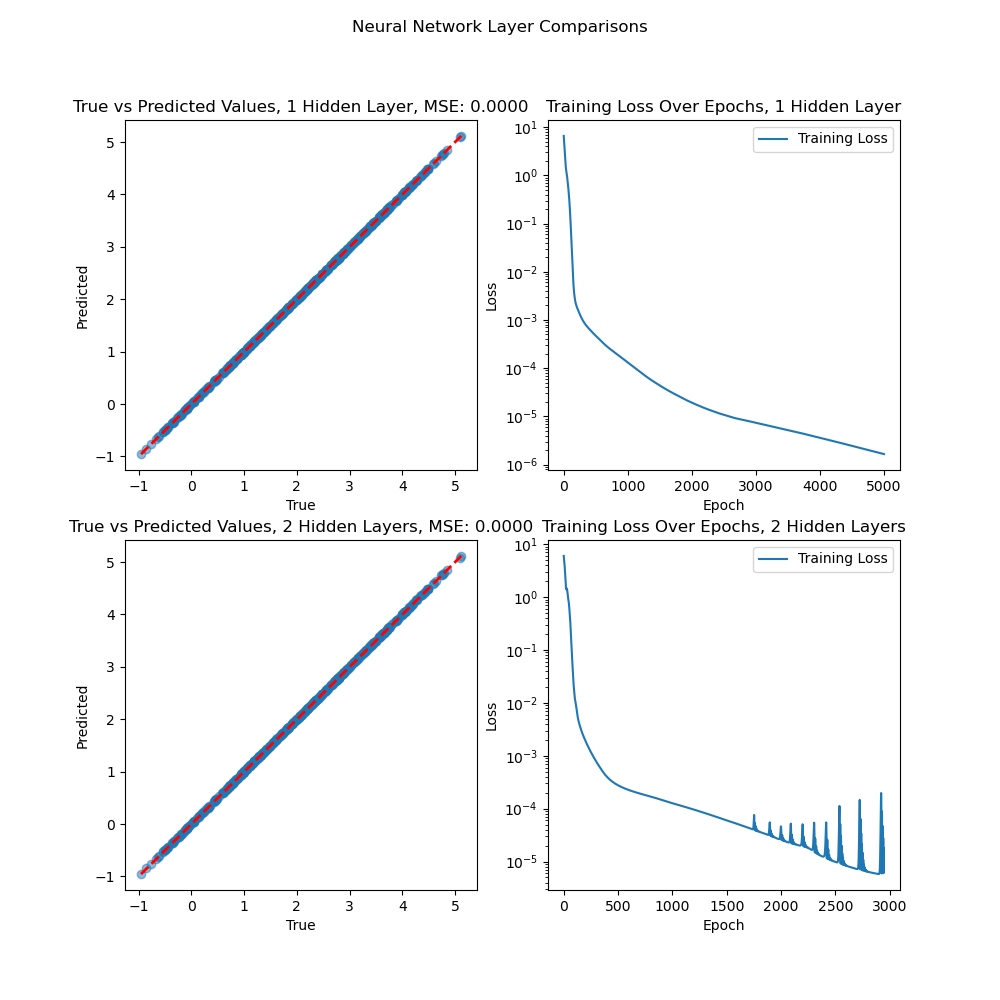 Neural Network Layer Comparisons
True vs Predicted Values, 1 Hidden Layer, MSE: 0.0000
5
4
3
2
1
0
−1
Predicted
−1 0 1 2 3 4 5
True
Training Loss Over Epochs, 1 Hidden Layer
Training Loss
10¹
10⁰
10⁻¹
10⁻²
10⁻³
10⁻⁴
10⁻⁵
10⁻⁶
Loss
0 1000 2000 3000 4000 5000
Epoch
True vs Predicted Values, 2 Hidden Layers, MSE: 0.0000
5
4
3
2
1
0
−1
Predicted
−1 0 1 2 3 4 5
True
Training Loss Over Epochs, 2 Hidden Layers
Training Loss
10¹
10⁰
10⁻¹
10⁻²
10⁻³
10⁻⁴
10⁻⁵
Loss
0 500 1000 1500 2000 2500 3000
Epoch